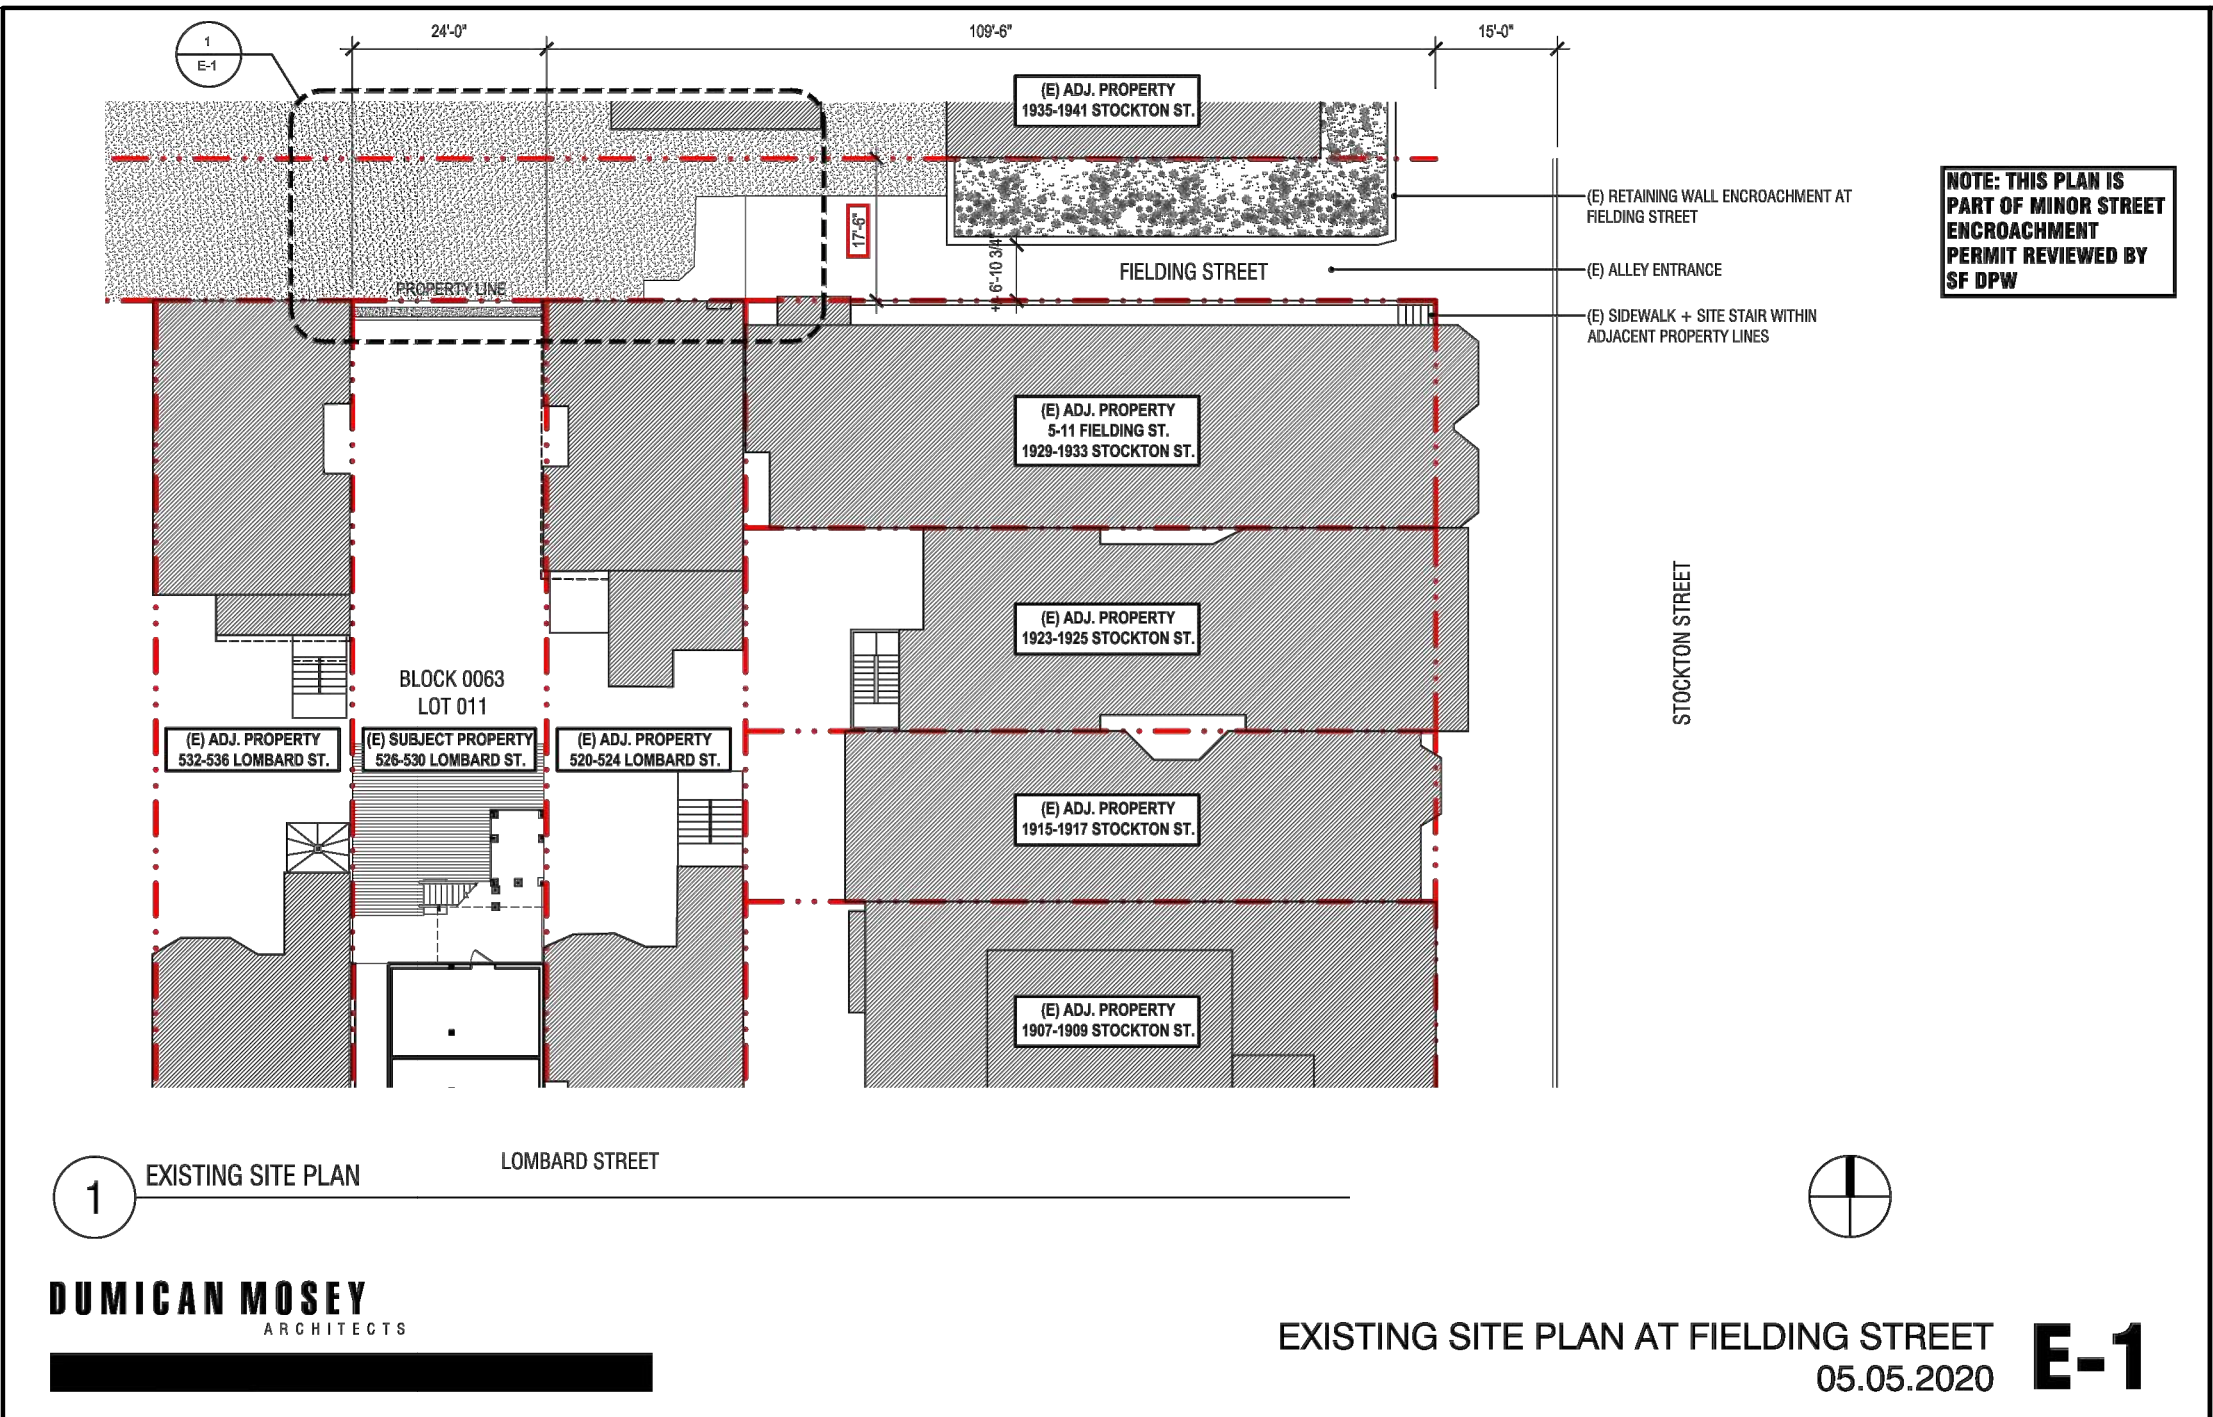 24'-0"
109'-6"
15'-0"
1
E-1
(E) ADJ. PROPERTY
1935-1941 STOCKTON ST.
NOTE: THIS PLAN IS
PART OF MINOR STREET
ENCROACHMENT
PERMIT REVIEWED BY
SF DPW
(E) RETAINING WALL ENCROACHMENT AT
FIELDING STREET
17'-6"
+/- 6'-10 3/4"
FIELDING STREET
(E) ALLEY ENTRANCE
PROPERTY LINE
(E) SIDEWALK + SITE STAIR WITHIN
ADJACENT PROPERTY LINES
(E) ADJ. PROPERTY
5-11 FIELDING ST.
1929-1933 STOCKTON ST.
(E) ADJ. PROPERTY
1923-1925 STOCKTON ST.
STOCKTON STREET
BLOCK 0063
LOT 011
(E) ADJ. PROPERTY
532-536 LOMBARD ST.
(E) SUBJECT PROPERTY
526-530 LOMBARD ST.
(E) ADJ. PROPERTY
520-524 LOMBARD ST.
(E) ADJ. PROPERTY
1915-1917 STOCKTON ST.
(E) ADJ. PROPERTY
1907-1909 STOCKTON ST.
1
EXISTING SITE PLAN
LOMBARD STREET
DUMICAN MOSEY
ARCHITECTS
EXISTING SITE PLAN AT FIELDING STREET
05.05.2020
E-1